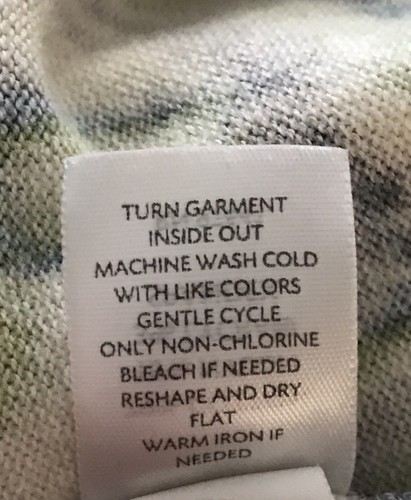 TURN GARMENT
INSIDE OUT
MACHINE WASH COLD
WITH LIKE COLORS
GENTLE CYCLE
ONLY NON-CHLORINE
BLEACH IF NEEDED
RESHAPE AND DRY
FLAT
WARM IRON IF
NEEDED